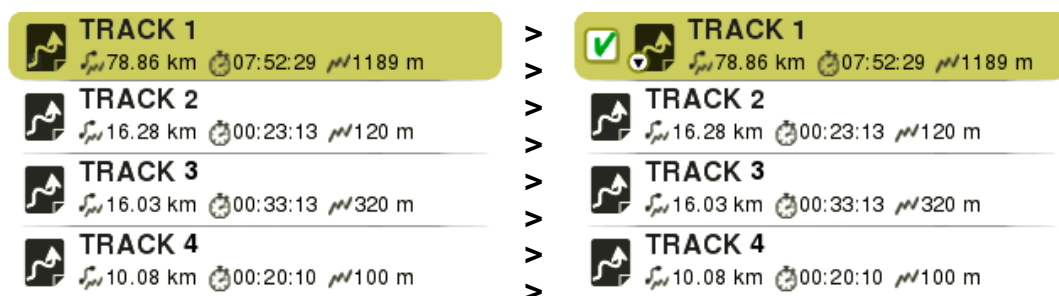 TRACK 1
78.86 km 07:52:29 1189 m
TRACK 2
16.28 km 00:23:13 120 m
TRACK 3
16.03 km 00:33:13 320 m
TRACK 4
10.08 km 00:20:10 100 m
>
>
>
>
>
>
>
>
TRACK 1
78.86 km 07:52:29 1189 m
TRACK 2
16.28 km 00:23:13 120 m
TRACK 3
16.03 km 00:33:13 320 m
TRACK 4
10.08 km 00:20:10 100 m